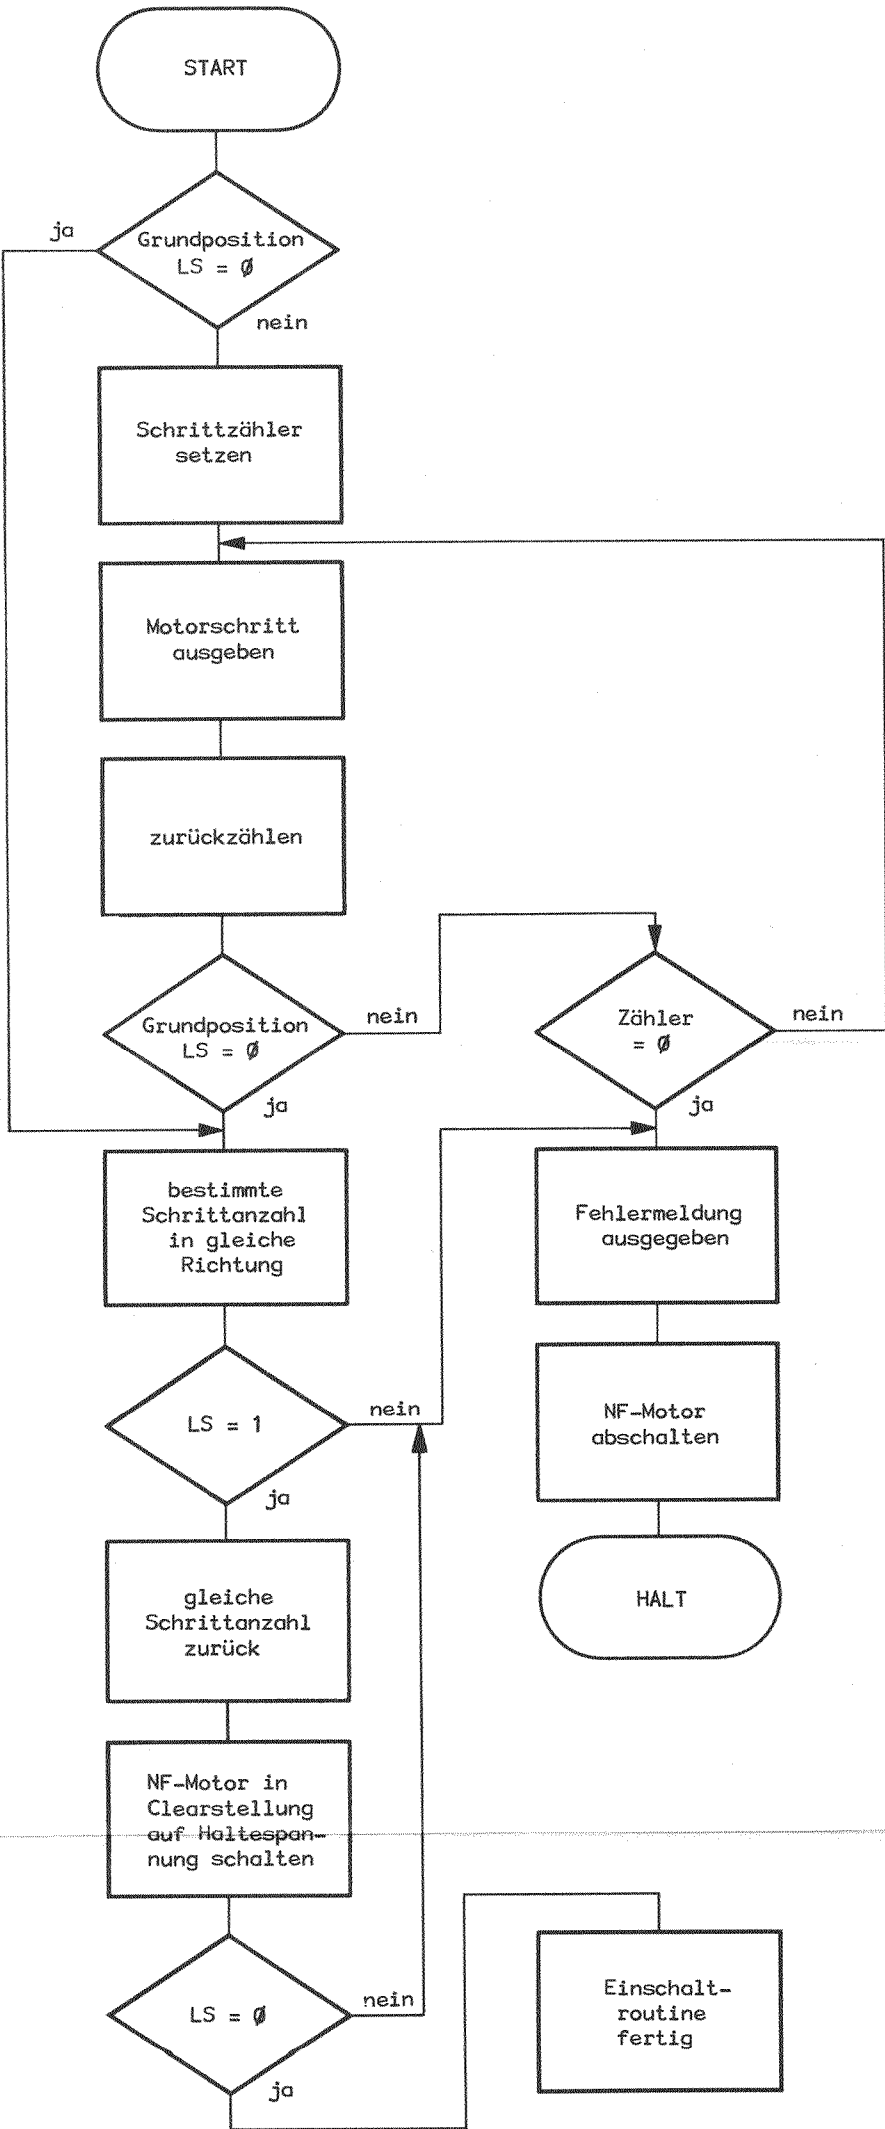 START
ja
Grundposition
LS = Ø
nein
Schrittzähler
setzen
Motorschritt
ausgeben
zurückzählen
Grundposition
LS = Ø
nein
ja
Zähler
= Ø
nein
ja
bestimmte
Schrittanzahl
in gleiche
Richtung
Fehlermeldung
ausgegeben
LS = 1
nein
ja
NF-Motor
abschalten
gleiche
Schrittanzahl
zurück
HALT
NF-Motor in
Clearstellung
auf Haltespan-
nung schalten
LS = Ø
nein
ja
Einschalt-
routine
fertig